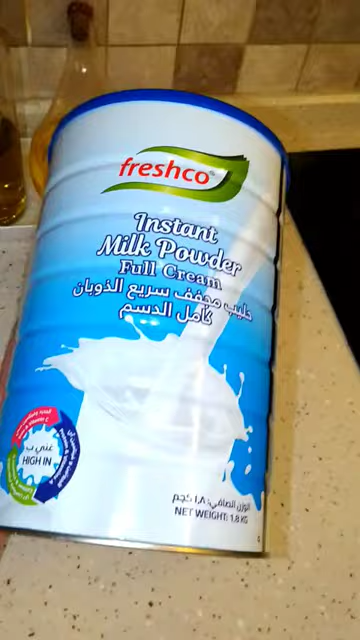 freshco
Instant
Milk Powder
Full Cream
حليب مجفف سريع الذوبان
كامل الدسم
غني بـ
HIGH IN
الوزن الصافي: ١,٨ كجم
NET WEIGHT: 1.8 KG